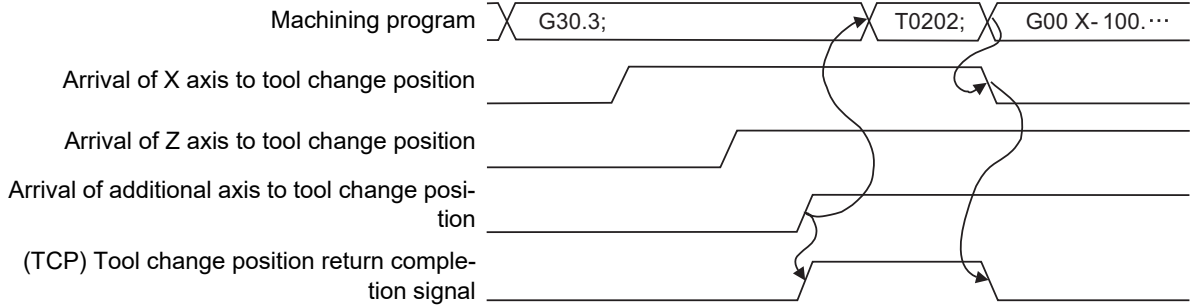 Machining program
G30.3;
T0202;
G00 X- 100. ···
Arrival of X axis to tool change position
Arrival of Z axis to tool change position
Arrival of additional axis to tool change posi-
tion
(TCP) Tool change position return comple-
tion signal